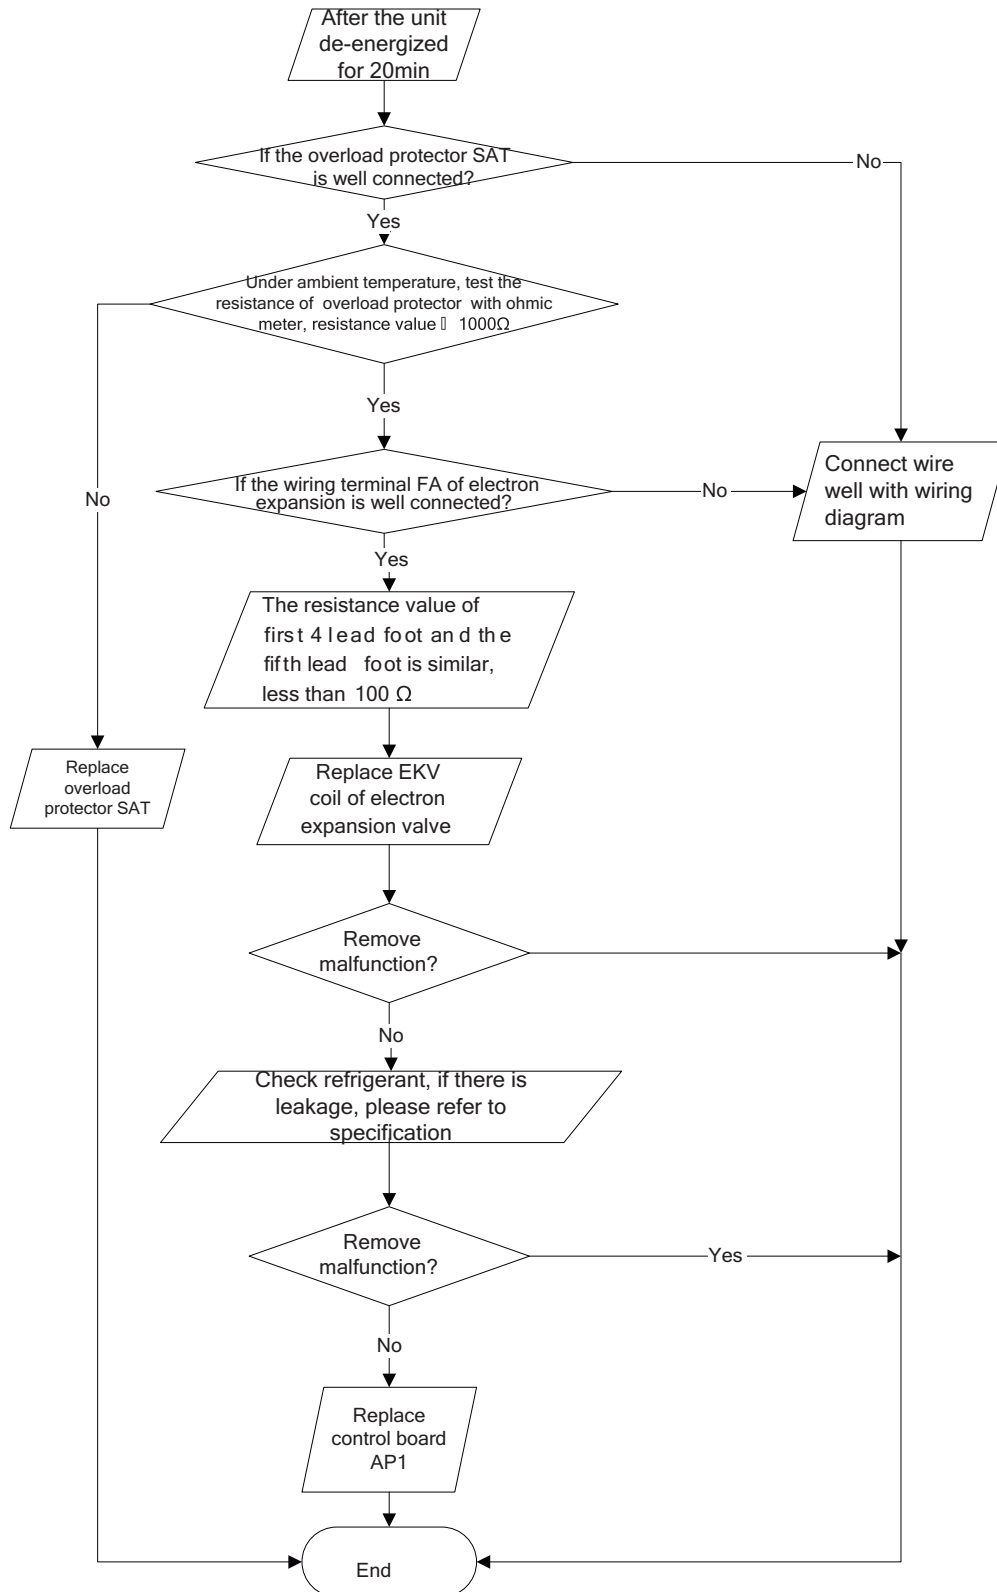 After the unit
de-energized
for 20min
If the overload protector SAT
is well connected?
No
Yes
Under ambient temperature, test the
resistance of overload protector with ohmic
meter, resistance value 1000Ω
Yes
No
If the wiring terminal FA of electron
expansion is well connected?
No
Connect wire
well with wiring
diagram
Yes
The resistance value of
first 4 lead foot and the
fifth lead foot is similar,
less than 100 Ω
Replace
overload
protector SAT
Replace EKV
coil of electron
expansion valve
Remove
malfunction?
No
Check refrigerant, if there is
leakage, please refer to
specification
Remove
malfunction?
Yes
No
Replace
control board
AP1
End